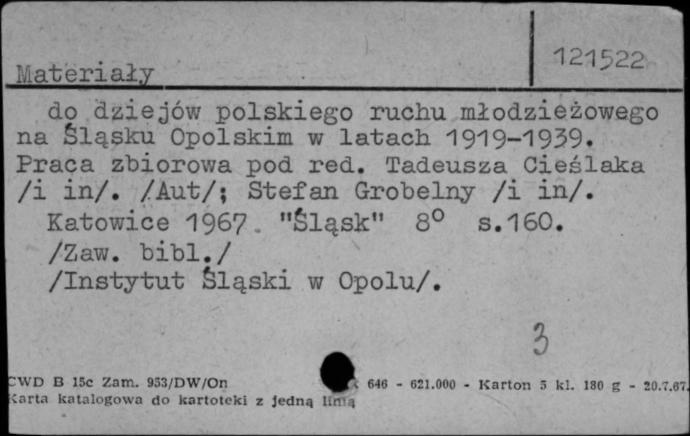 121522
Materiały
do dziejów polskiego ruchu młodzieżowego
na Śląsku Opolskim w latach 1919-1939.
Praca zbiorowa pod red. Tadeusza Cieślaka
/i in/. /Aut/; Stefan Grobelny /i in/.
Katowice 1967. "Śląsk" 8° s.160.
/Zaw. bibl./
/Instytut Śląski w Opolu/.
3
CWD B 15c Zam. 953/DW/On 646 - 621.000 - Karton 5 kl. 180 g - 20.7.67.
Karta katalogowa do kartoteki z jedną linią